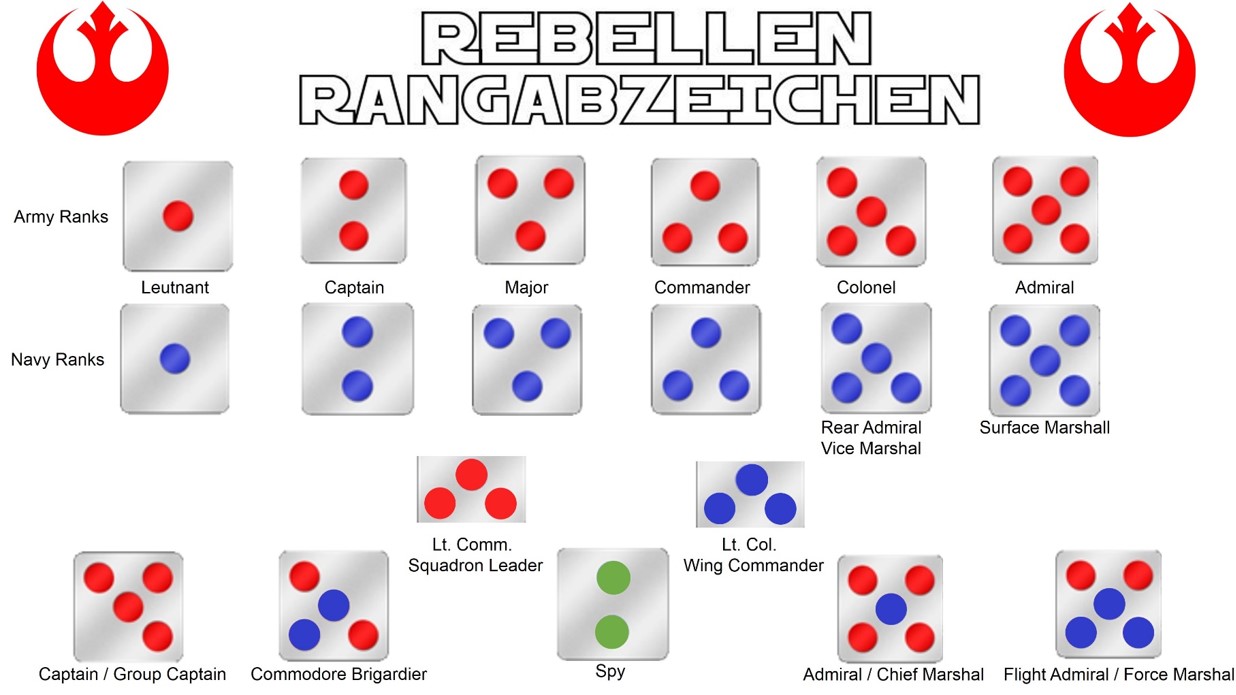 REBELLEN
RANGABZEICHEN
Army Ranks
Leutnant
Captain
Major
Commander
Colonel
Admiral
Navy Ranks
Rear Admiral
Vice Marshal
Surface Marshall
Lt. Comm.
Squadron Leader
Lt. Col.
Wing Commander
Captain / Group Captain
Commodore Brigardier
Spy
Admiral / Chief Marshal
Flight Admiral / Force Marshal